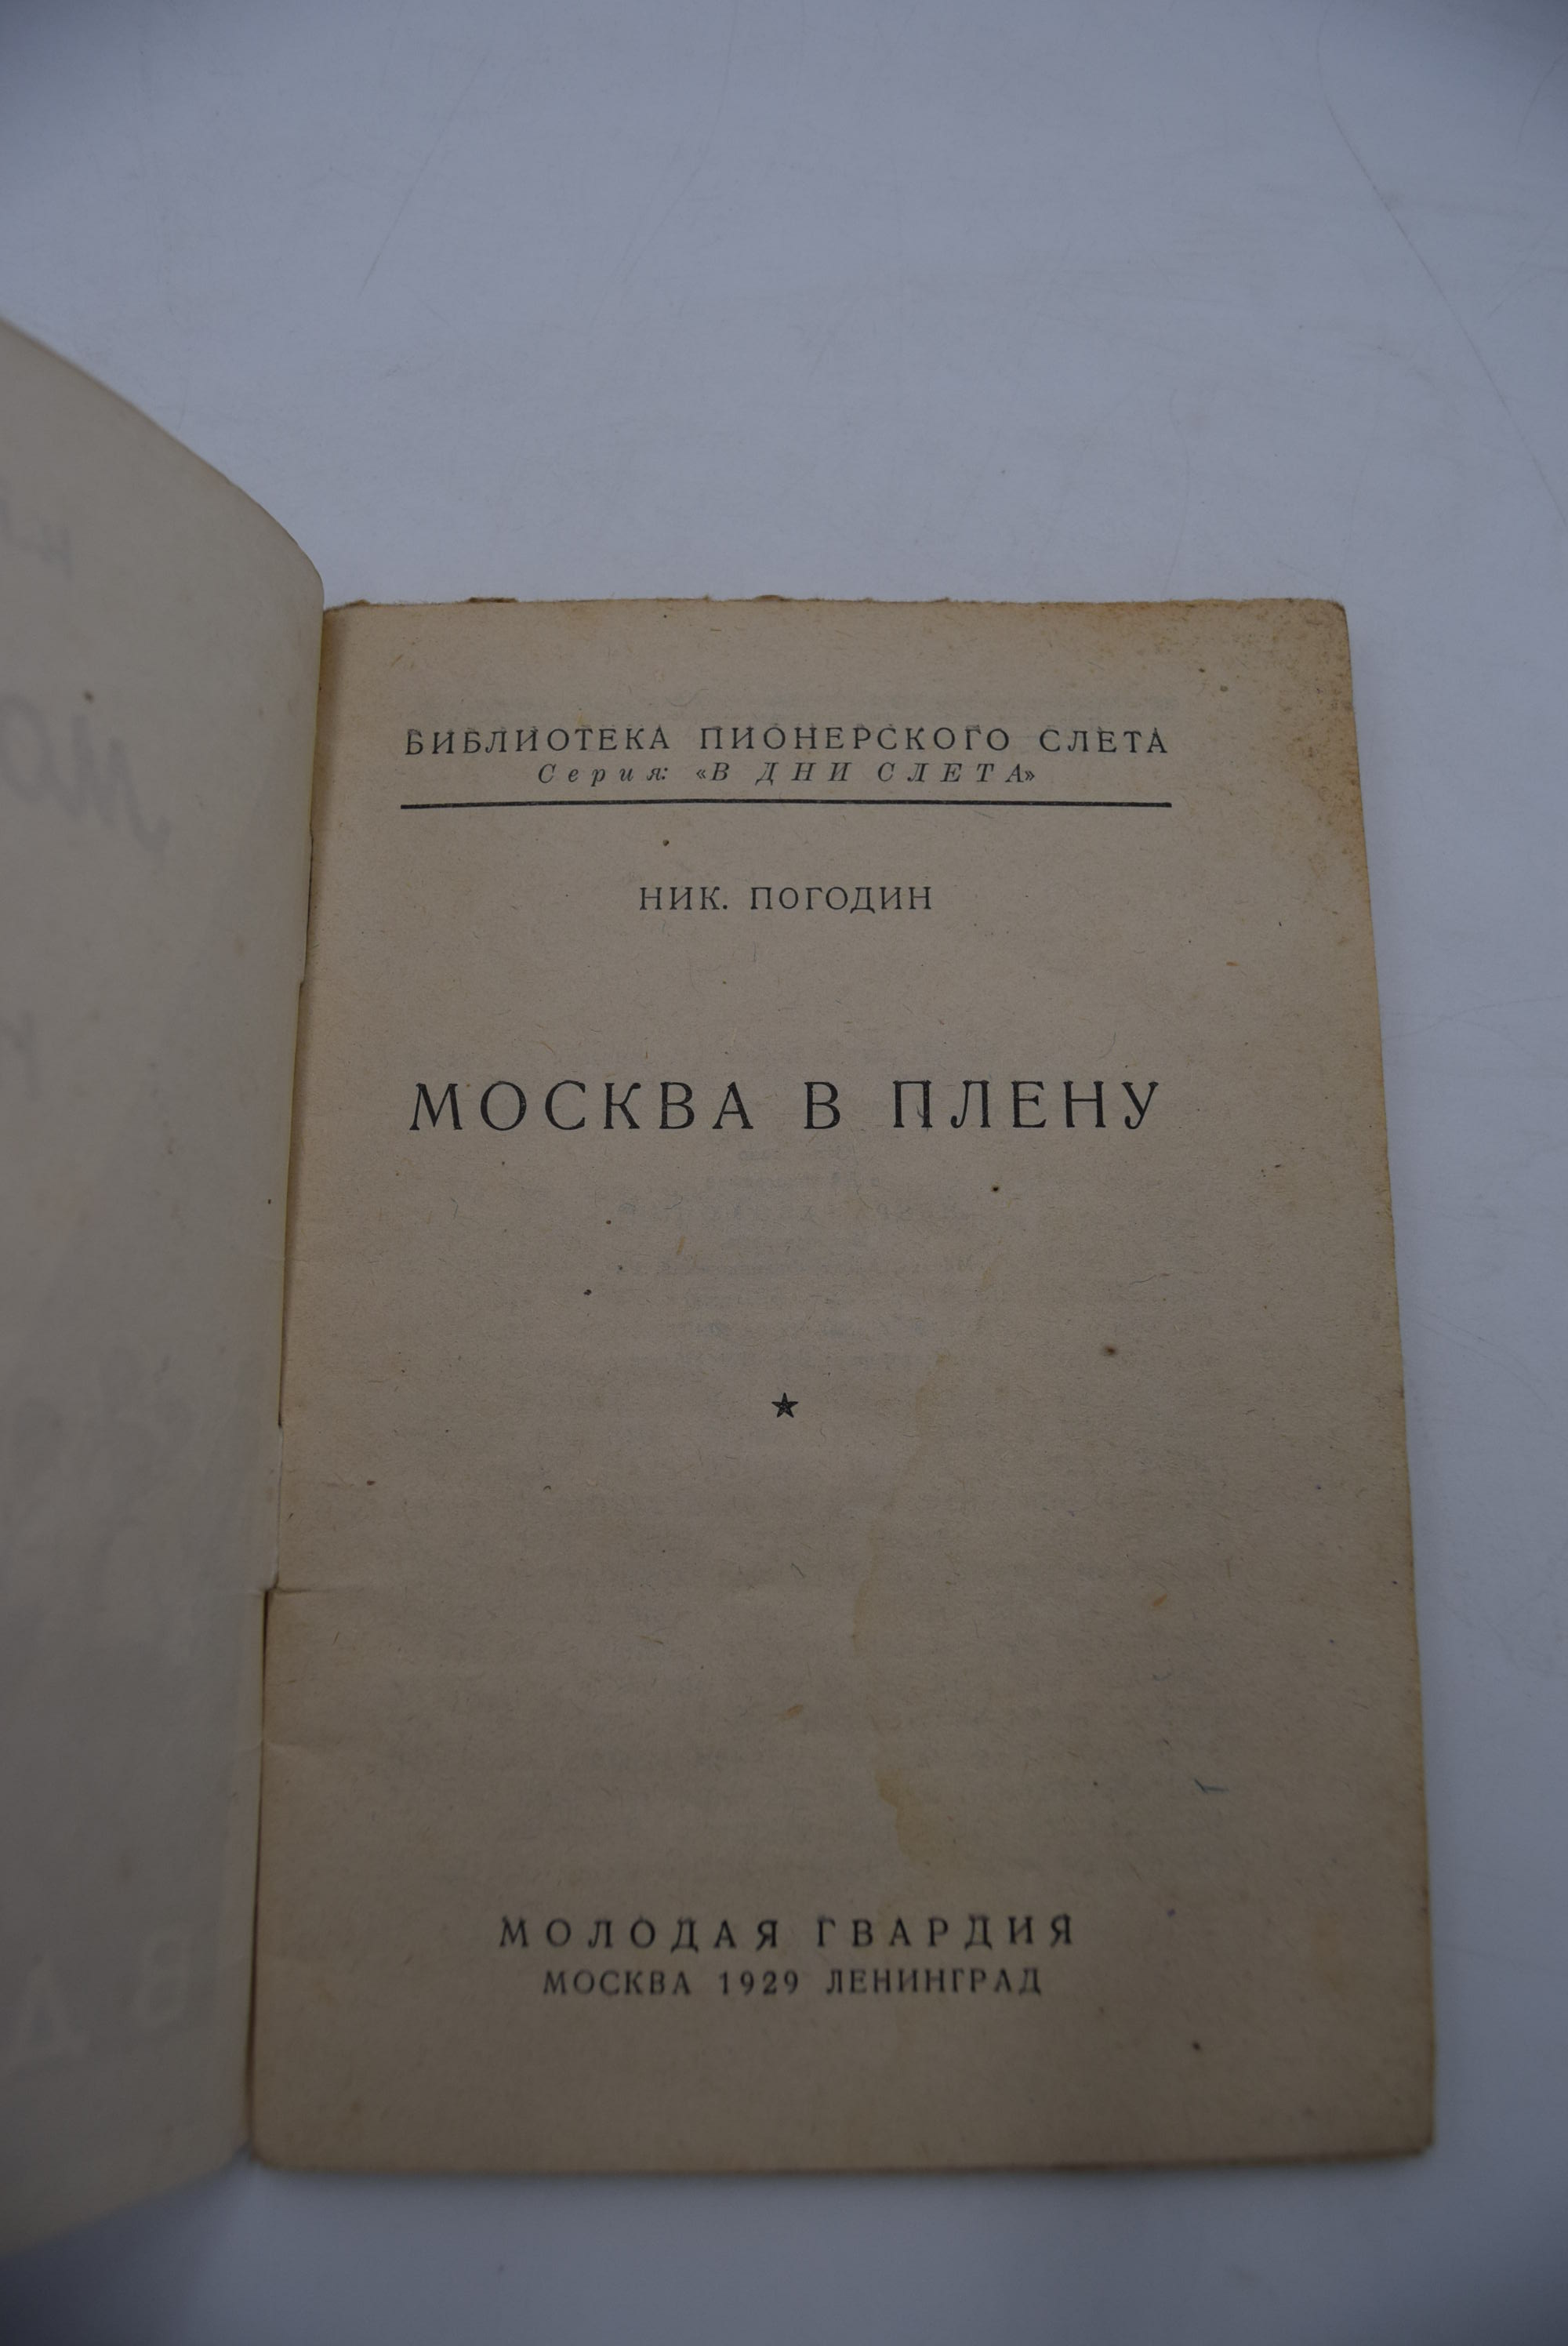 БИБЛИОТЕКА ПИОНЕРСКОГО СЛЕТА
Серия: «В ДНИ СЛЕТА»
НИК. ПОГОДИН
МОСКВА В ПЛЕНУ
МОЛОДАЯ ГВАРДИЯ
МОСКВА 1929 ЛЕНИНГРАД